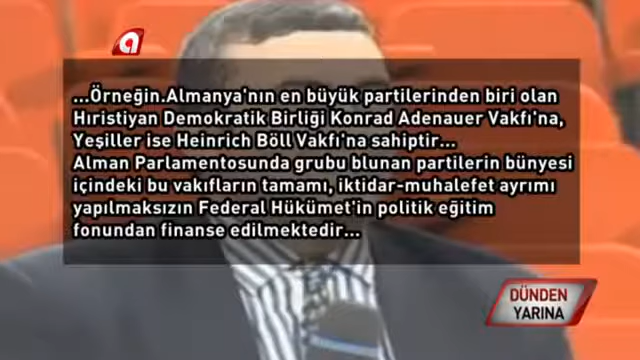 a
...Örneğin.Almanya'nın en büyük partilerinden biri olan
Hıristiyan Demokratik Birliği Konrad Adenauer Vakfı'na,
Yeşiller ise Heinrich Böll Vakfı'na sahiptir...
Alman Parlamentosunda grubu blunan partilerin bünyesi
içindeki bu vakıfların tamamı, iktidar-muhalefet ayrımı
yapılmaksızın Federal Hükümet'in politik eğitim
fonundan finanse edilmektedir...
DÜNDEN
YARINA